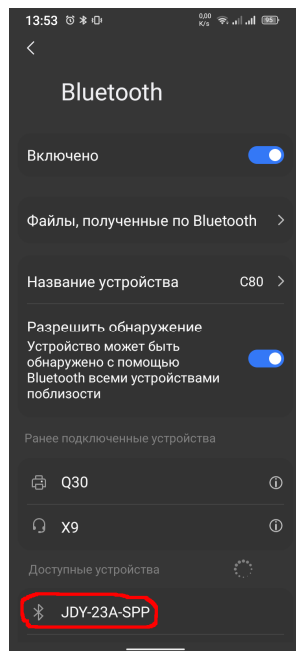 13:53
0,00
K/s
95
Bluetooth
Включено
Файлы, полученные по Bluetooth
Название устройства C80
Разрешить обнаружение
Устройство может быть
обнаружено с помощью
Bluetooth всеми устройствами
поблизости
Ранее подключенные устройства
Q30
X9
Доступные устройства
JDY-23A-SPP